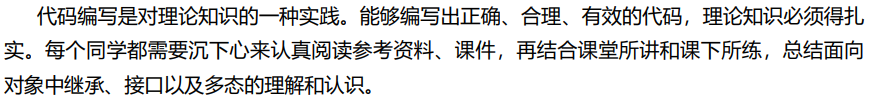 代码编写是对理论知识的一种实践。能够编写出正确、合理、有效的代码，理论知识必须得扎
实。每个同学都需要沉下心来认真阅读参考资料、课件，再结合课堂所讲和课下所练，总结面向
对象中继承、接口以及多态的理解和认识。